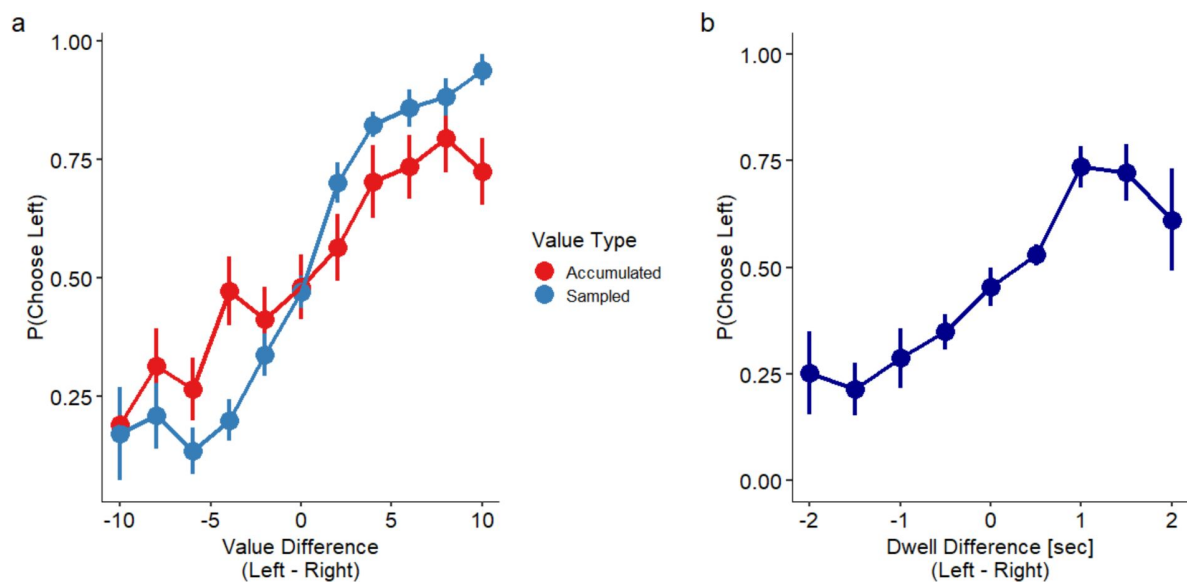 a
P(Choose Left)
1.00
0.75
0.50
0.25
-10
-5
0
5
10
Value Difference
(Left - Right)
Value Type
Accumulated
Sampled
b
P(Choose Left)
1.00
0.75
0.50
0.25
0.00
-2
-1
0
1
2
Dwell Difference [sec]
(Left - Right)